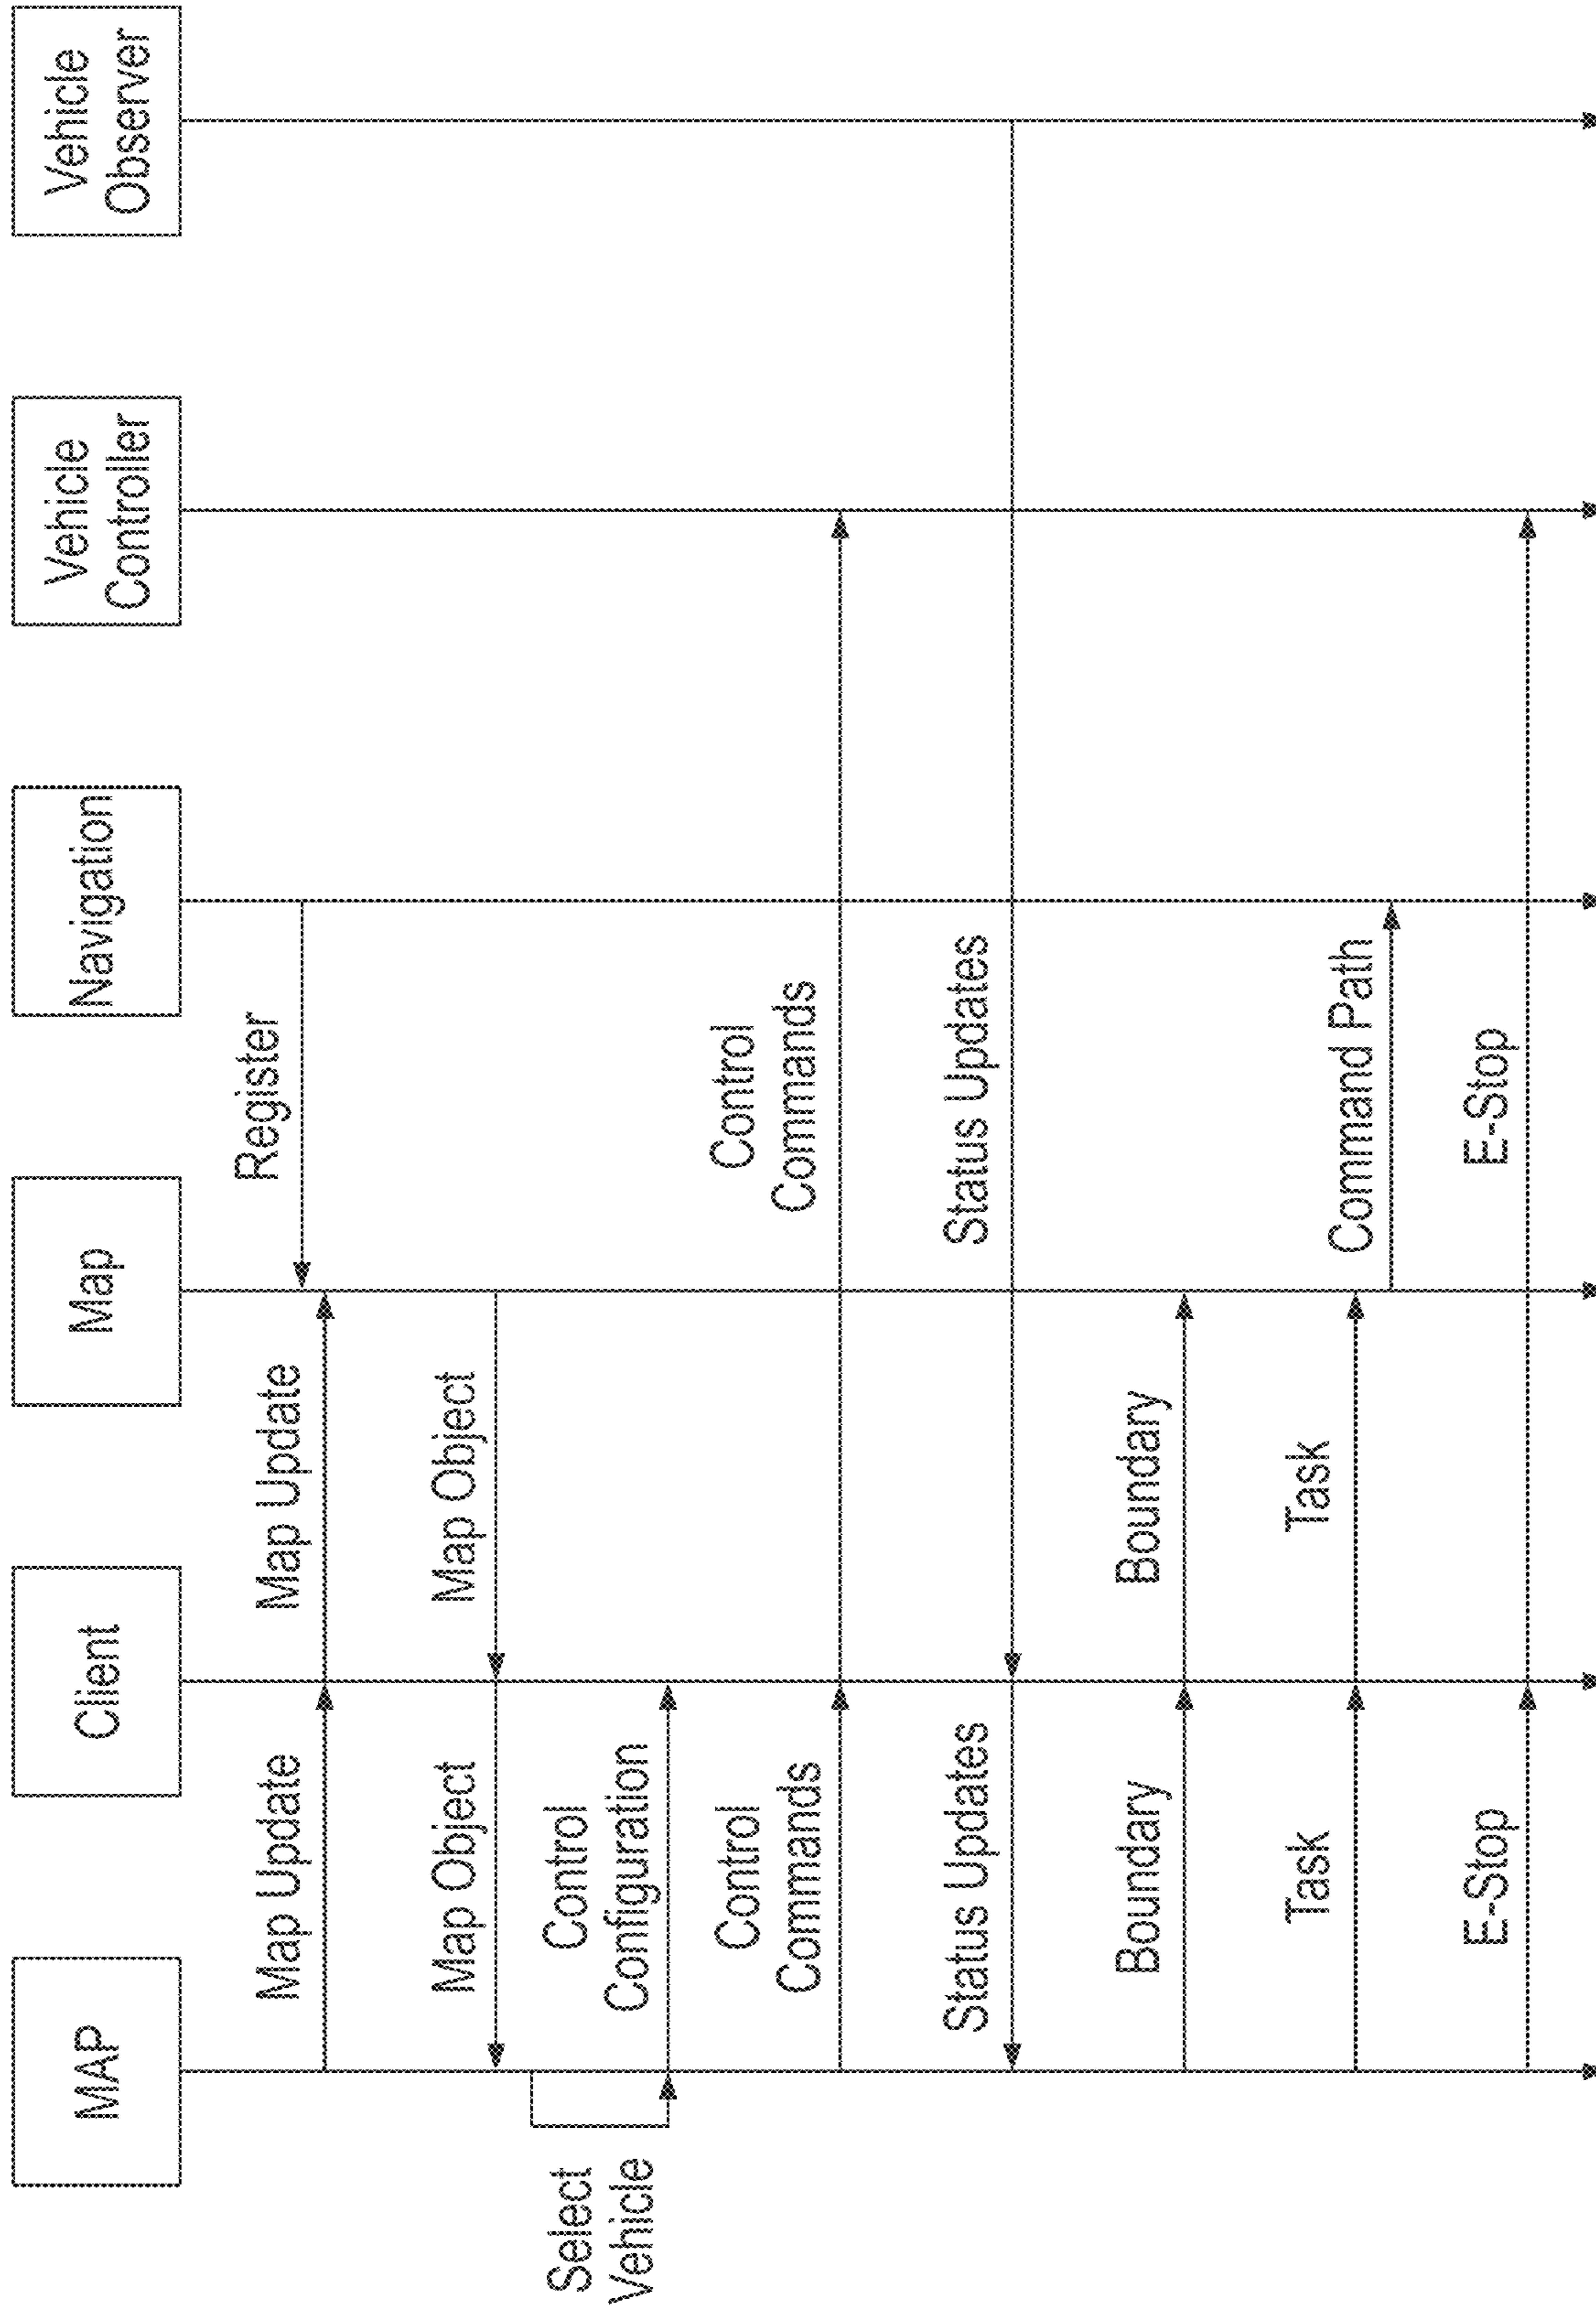 MAP
Client
Map
Navigation
Vehicle
Controller
Vehicle
Observer
Register
Map Update
Map Update
Map Object
Map Object
Select
Vehicle
Control
Configuration
Control
Commands
Control
Commands
Status Updates
Status Updates
Boundary
Boundary
Task
Task
Command Path
E-Stop
E-Stop